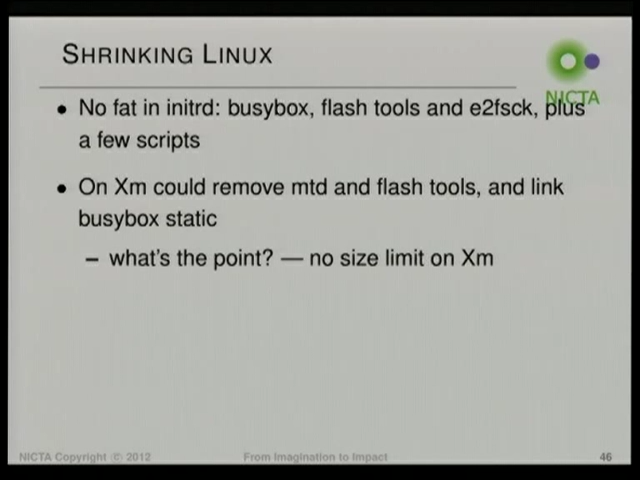 SHRINKING LINUX
NICTA
• No fat in initrd: busybox, flash tools and e2fsck, plus
a few scripts
• On Xm could remove mtd and flash tools, and link
busybox static
– what's the point? — no size limit on Xm
NICTA Copyright © 2012
From Imagination to Impact
46